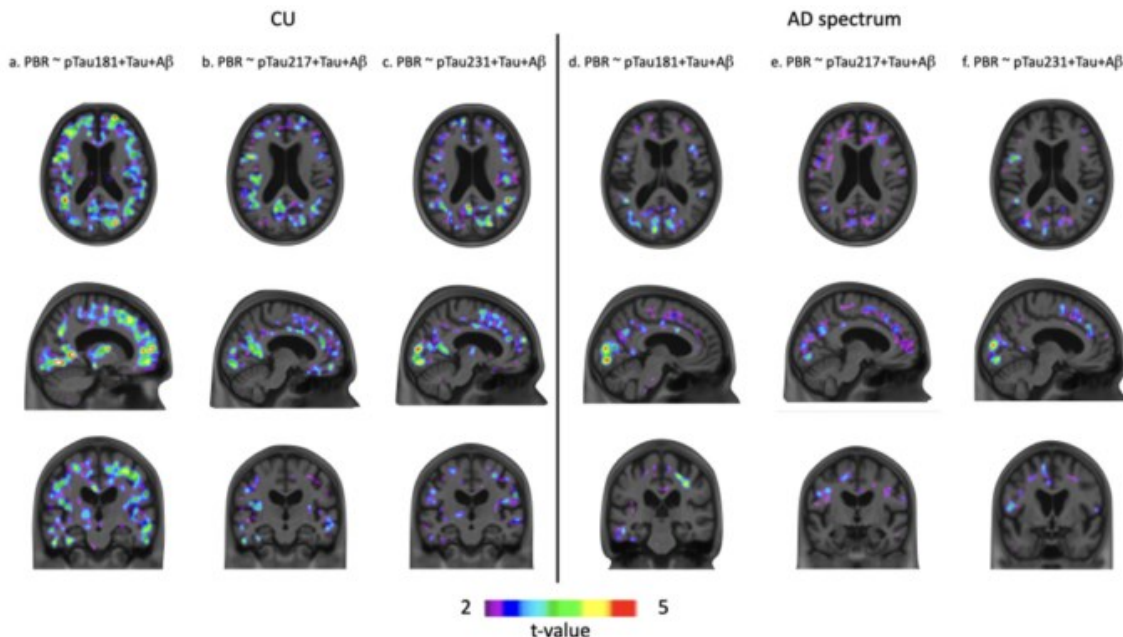 CU
AD spectrum
a. PBR ~ pTau181+Tau+Aβ
b. PBR ~ pTau217+Tau+Aβ
c. PBR ~ pTau231+Tau+Aβ
d. PBR ~ pTau181+Tau+Aβ
e. PBR ~ pTau217+Tau+Aβ
f. PBR ~ pTau231+Tau+Aβ
2
5
t-value